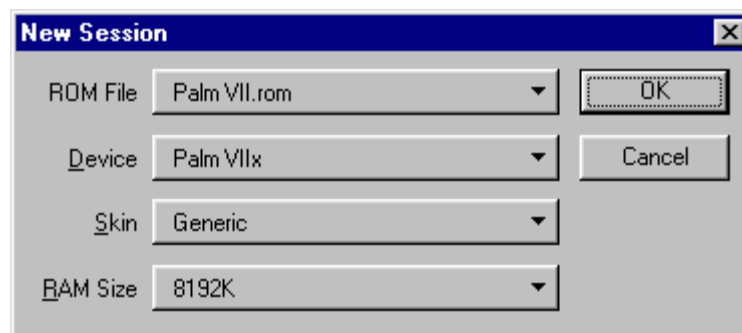 New Session
ROM File Palm VII.rom OK
Device Palm VIIx Cancel
Skin Generic
RAM Size 8192K